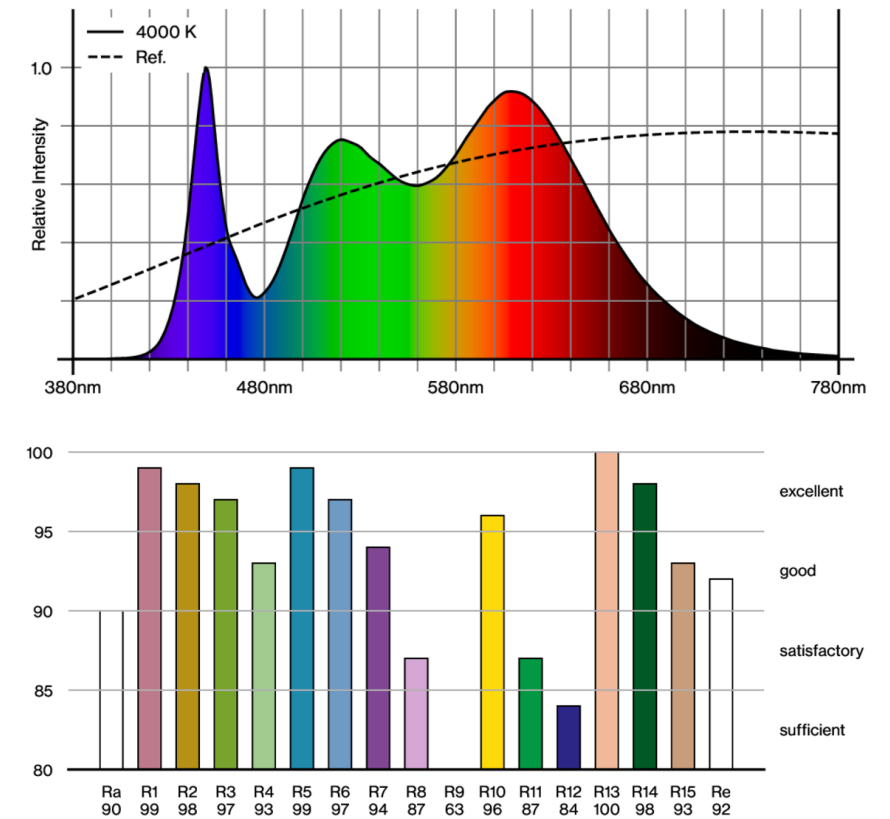 4000 K
Ref.
1.0
Relative Intensity
380nm 480nm 580nm 680nm 780nm
100
excellent
95
good
90
satisfactory
85
sufficient
80
Ra R1 R2 R3 R4 R5 R6 R7 R8 R9 R10 R11 R12 R13 R14 R15 Re
90 99 98 97 93 99 97 94 87 63 96 87 84 100 98 93 92